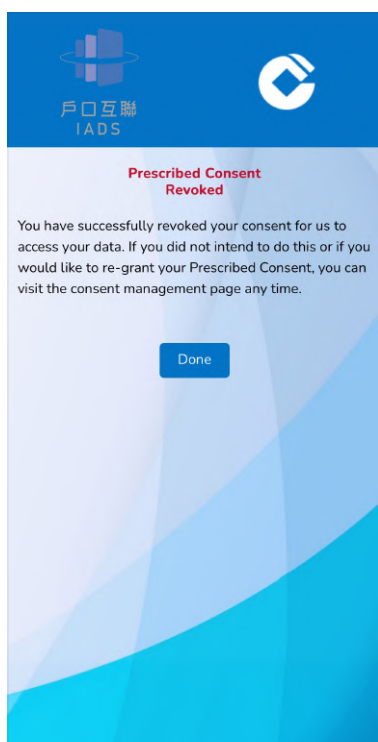 戶口互聯
IADS
Prescribed Consent
Revoked
You have successfully revoked your consent for us to
access your data. If you did not intend to do this or if you
would like to re-grant your Prescribed Consent, you can
visit the consent management page any time.
Done